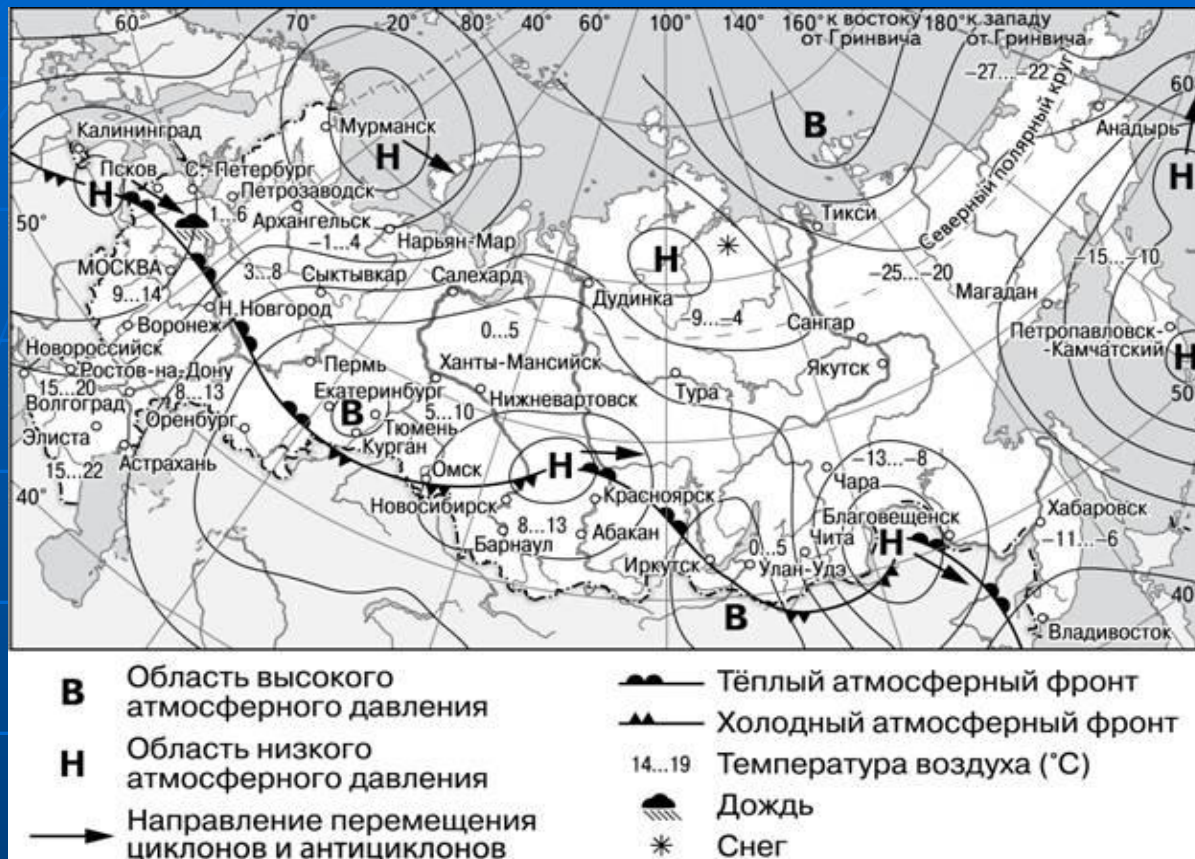 60° 70° 20° 80° 40° 60° 100° 140° 160° к востоку 180° к западу
от Гринвича от Гринвича
−27...−22
Северный полярный круг
60°
В
Анадырь
Калининград
Мурманск
Н
Н
Псков С.-Петербург
Н
Петрозаводск
1...6
Архангельск
Тикси
50°
−1...4
Нарьян-Мар
Н
−25...−20
−15...−10
МОСКВА
3...8
Сыктывкар
Салехард
Дудинка
Магадан
9...14
Н.Новгород
0...5
−9...−4
Сангар
Петропавловск-
-Камчатский
Воронеж
Новороссийск
Пермь
Ханты-Мансийск
Якутск
Н
Ростов-на-Дону
15...20
8...13
Екатеринбург
Нижневартовск
Тура
50°
Волгоград
В
5...10
Оренбург
Тюмень
Элиста
Курган
−13...−8
15...22
Астрахань
Омск
Н
Чара
40°
Новосибирск
Красноярск
Благовещенск
Хабаровск
8...13
Барнаул
Абакан
0...5
Чита
Н
−11...−6
Иркутск
Улан-Удэ
40°
В
Владивосток
В Область высокого
атмосферного давления
Н Область низкого
атмосферного давления
Направление перемещения
циклонов и антициклонов
Тёплый атмосферный фронт
Холодный атмосферный фронт
14...19 Температура воздуха (°С)
Дождь
Снег